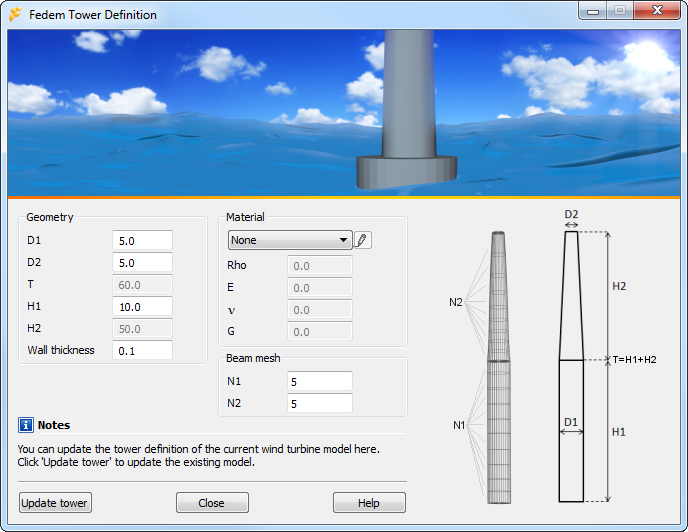 Fedem Tower Definition
Geometry
D1 5.0
D2 5.0
T 60.0
H1 10.0
H2 50.0
Wall thickness 0.1
Material
None
Rho 0.0
E 0.0
ν 0.0
G 0.0
Beam mesh
N1 5
N2 5
i Notes
You can update the tower definition of the current wind turbine model here.
Click 'Update tower' to update the existing model.
Update tower Close Help
D2
N2
H2
T=H1+H2
N1
D1
H1